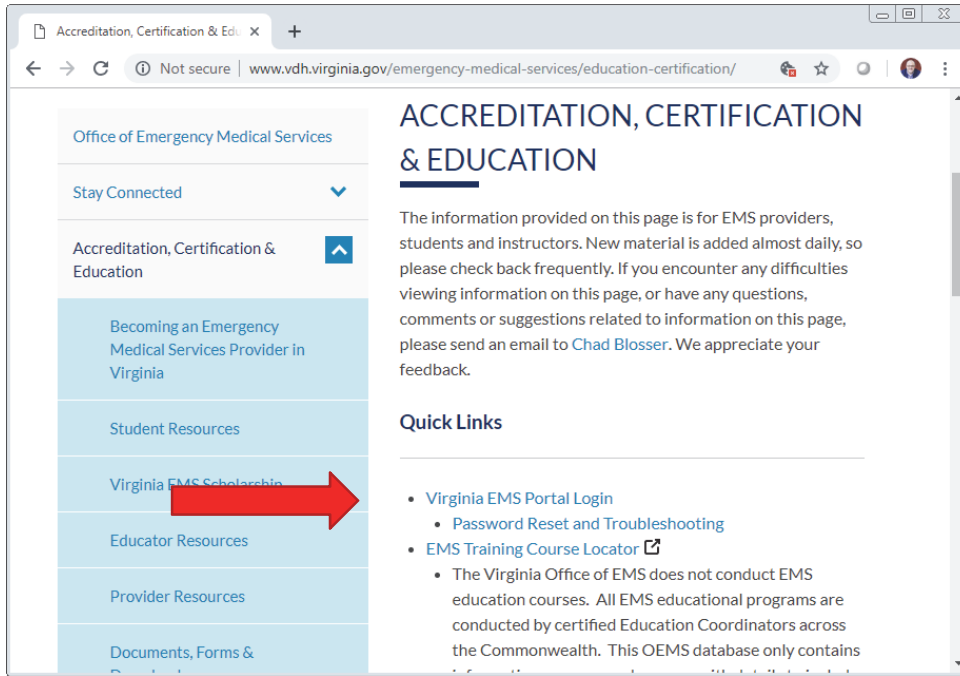 Accreditation, Certification & Edu
Not secure | www.vdh.virginia.gov/emergency-medical-services/education-certification/
Office of Emergency Medical Services
Stay Connected
Accreditation, Certification &
Education
Becoming an Emergency
Medical Services Provider in
Virginia
Student Resources
Virginia EMS Scholarship
Educator Resources
Provider Resources
Documents, Forms &
ACCREDITATION, CERTIFICATION
& EDUCATION
The information provided on this page is for EMS providers,
students and instructors. New material is added almost daily, so
please check back frequently. If you encounter any difficulties
viewing information on this page, or have any questions,
comments or suggestions related to information on this page,
please send an email to Chad Blosser. We appreciate your
feedback.
Quick Links
• Virginia EMS Portal Login
• Password Reset and Troubleshooting
• EMS Training Course Locator
• The Virginia Office of EMS does not conduct EMS
education courses. All EMS educational programs are
conducted by certified Education Coordinators across
the Commonwealth. This OEMS database only contains